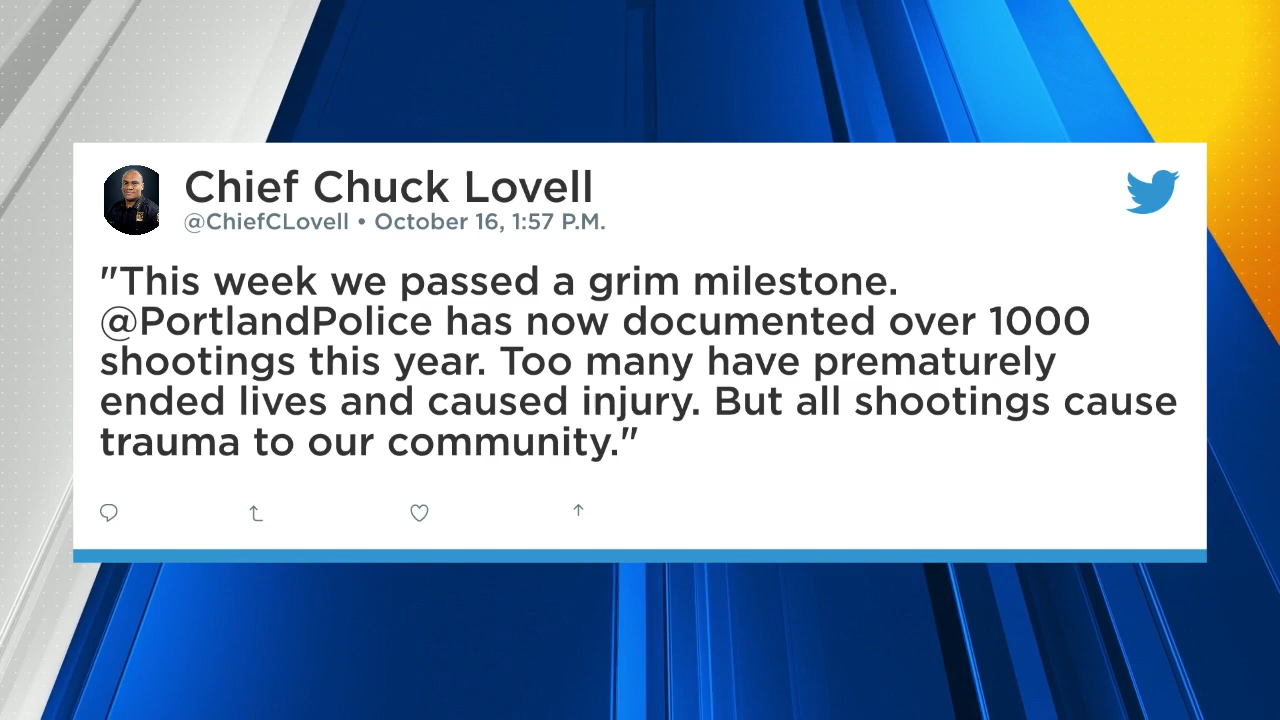 Chief Chuck Lovell
@ChiefCLovell • October 16, 1:57 P.M.
"This week we passed a grim milestone.
@PortlandPolice has now documented over 1000
shootings this year. Too many have prematurely
ended lives and caused injury. But all shootings cause
trauma to our community."